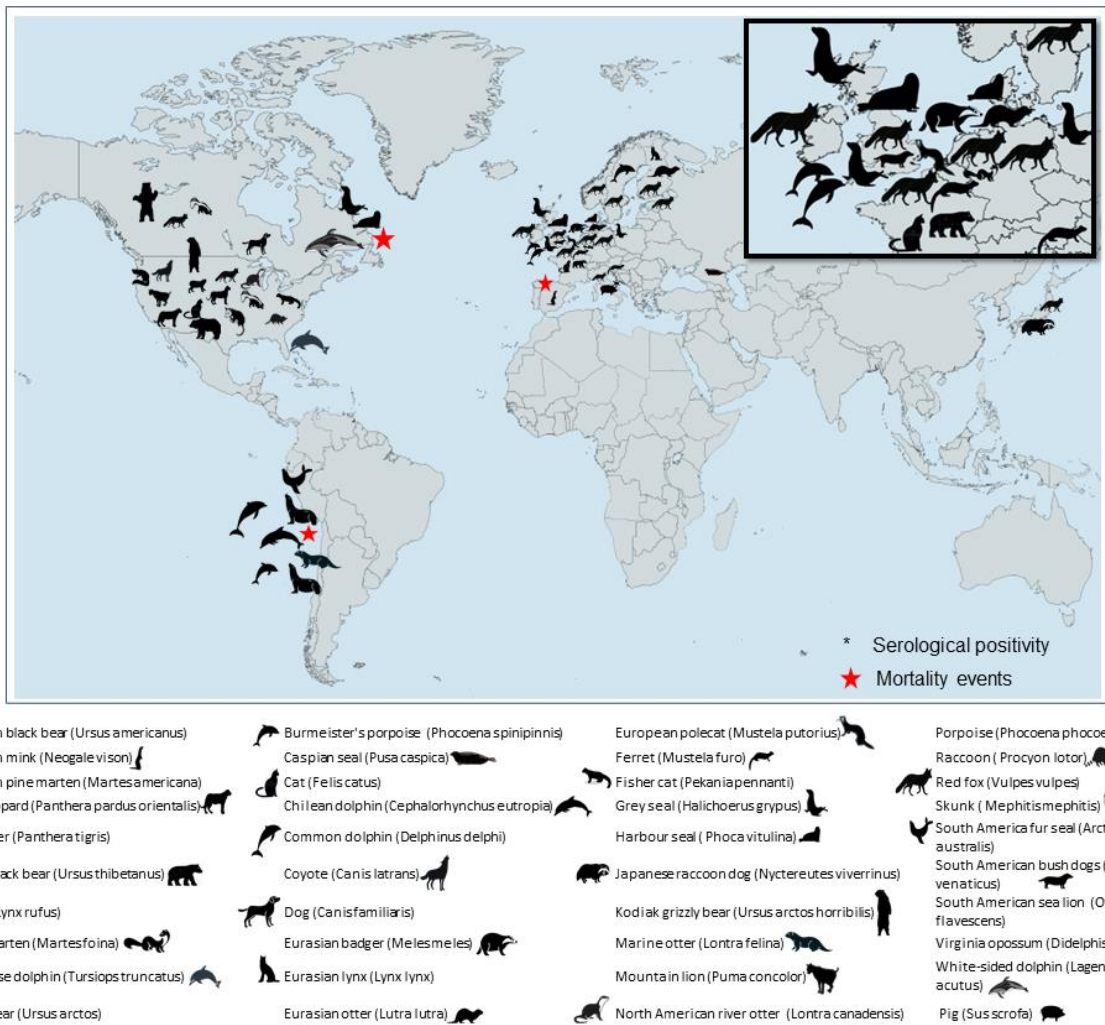 * Serological positivity
Mortality events
n black bear (Ursus americanus)
n mink (Neogale vison)
n pine marten (Martes americana)
opard (Panthera pardus orientalis)
er (Panthera tigris)
ack bear (Ursus thibetanus)
ynx rufus)
arten (Martes foina)
se dolphin (Tursiops truncatus)
ear (Ursus arctos)
Burmeister's porpoise (Phocoena spinipinnis)
Caspian seal (Pusa caspica)
Cat (Felis catus)
Chilean dolphin (Cephalorhynchus eutropia)
Common dolphin (Delphinus delphi)
Coyote (Canis latrans)
Dog (Canis familiaris)
Eurasian badger (Meles meles)
Eurasian lynx (Lynx lynx)
Eurasian otter (Lutra lutra)
European polecat (Mustela putorius)
Ferret (Mustela furo)
Fisher cat (Pekania pennanti)
Grey seal (Halichoerus grypus)
Harbour seal (Phoca vitulina)
Japanese raccoon dog (Nyctereutes viverrinus)
Kodiak grizzly bear (Ursus arctos horribilis)
Marine otter (Lontra felina)
Mountain lion (Puma concolor)
North American river otter (Lontra canadensis)
Porpoise (Phocoena phocoe
Raccoon (Procyon lotor)
Red fox (Vulpes vulpes)
Skunk ( Mephitis mephitis)
South America fur seal (Arct
australis)
South American bush dogs (
venaticus)
South American sea lion (O
flavescens)
Virginia opossum (Didelphis
White-sided dolphin (Lagen
acutus)
Pig (Sus scrofa)